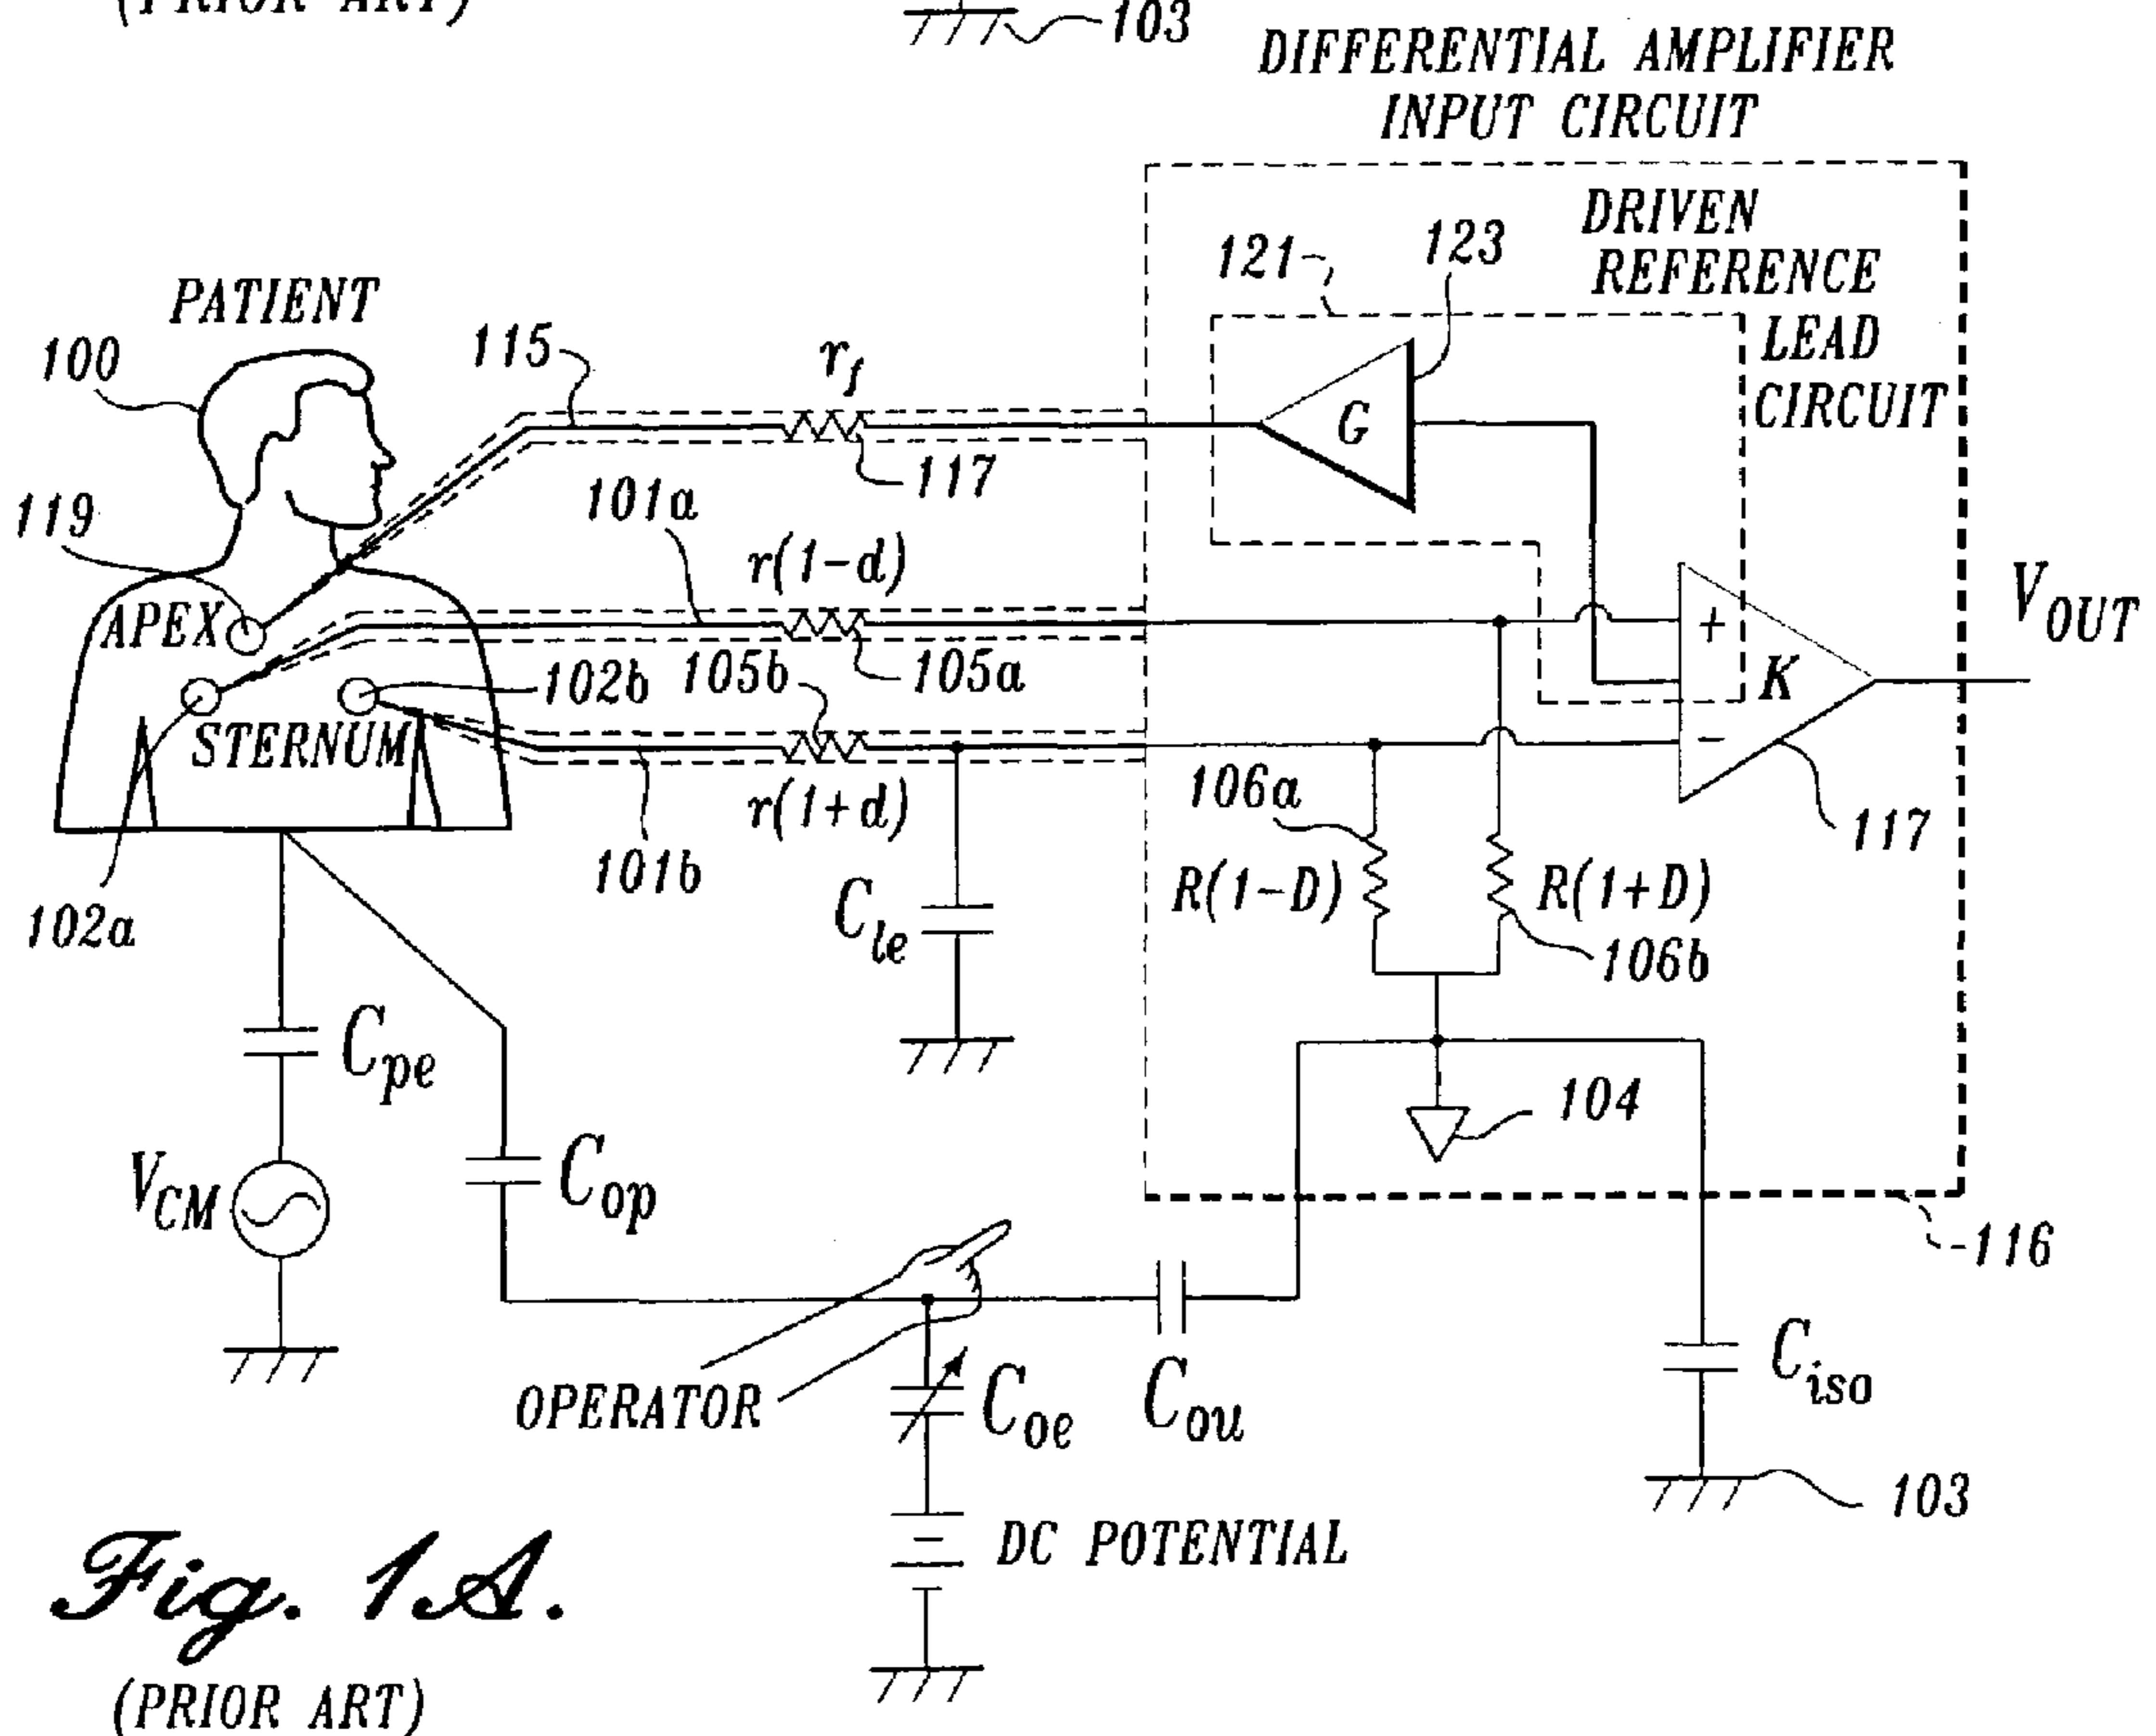 (PRIOR ART)
103
DIFFERENTIAL AMPLIFIER
INPUT CIRCUIT
DRIVEN
REFERENCE
LEAD
CIRCUIT
121
123
PATIENT
100
115
r_f
G
117
119
101a
r(1-d)
APEX
105a
102b
105b
STERNUM
+
K
-
V_OUT
r(1+d)
101b
106a
117
102a
C_le
R(1-D)
R(1+D)
106b
C_pe
104
V_CM
C_op
116
OPERATOR
C_oe
C_ou
C_iso
103
-
DC POTENTIAL
Fig. 1A.
(PRIOR ART)